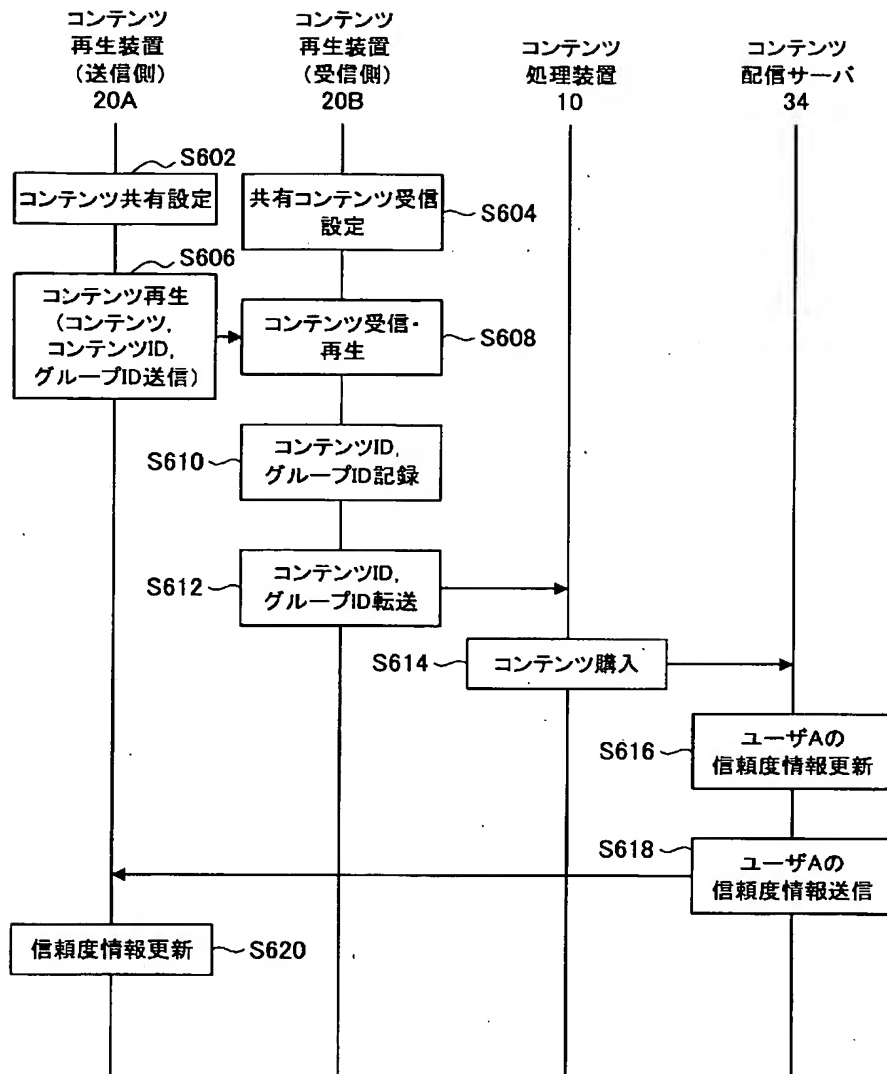 コンテンツ
再生装置
(送信側)
20A
コンテンツ
再生装置
(受信側)
20B
コンテンツ
処理装置
10
コンテンツ
配信サーバ
34
S602
コンテンツ共有設定
共有コンテンツ受信
設定
S604
S606
コンテンツ再生
(コンテンツ,
コンテンツID,
グループID送信)
コンテンツ受信・
再生
S608
S610
コンテンツID,
グループID記録
S612
コンテンツID,
グループID転送
S614
コンテンツ購入
S616
ユーザAの
信頼度情報更新
S618
ユーザAの
信頼度情報送信
信頼度情報更新
S620